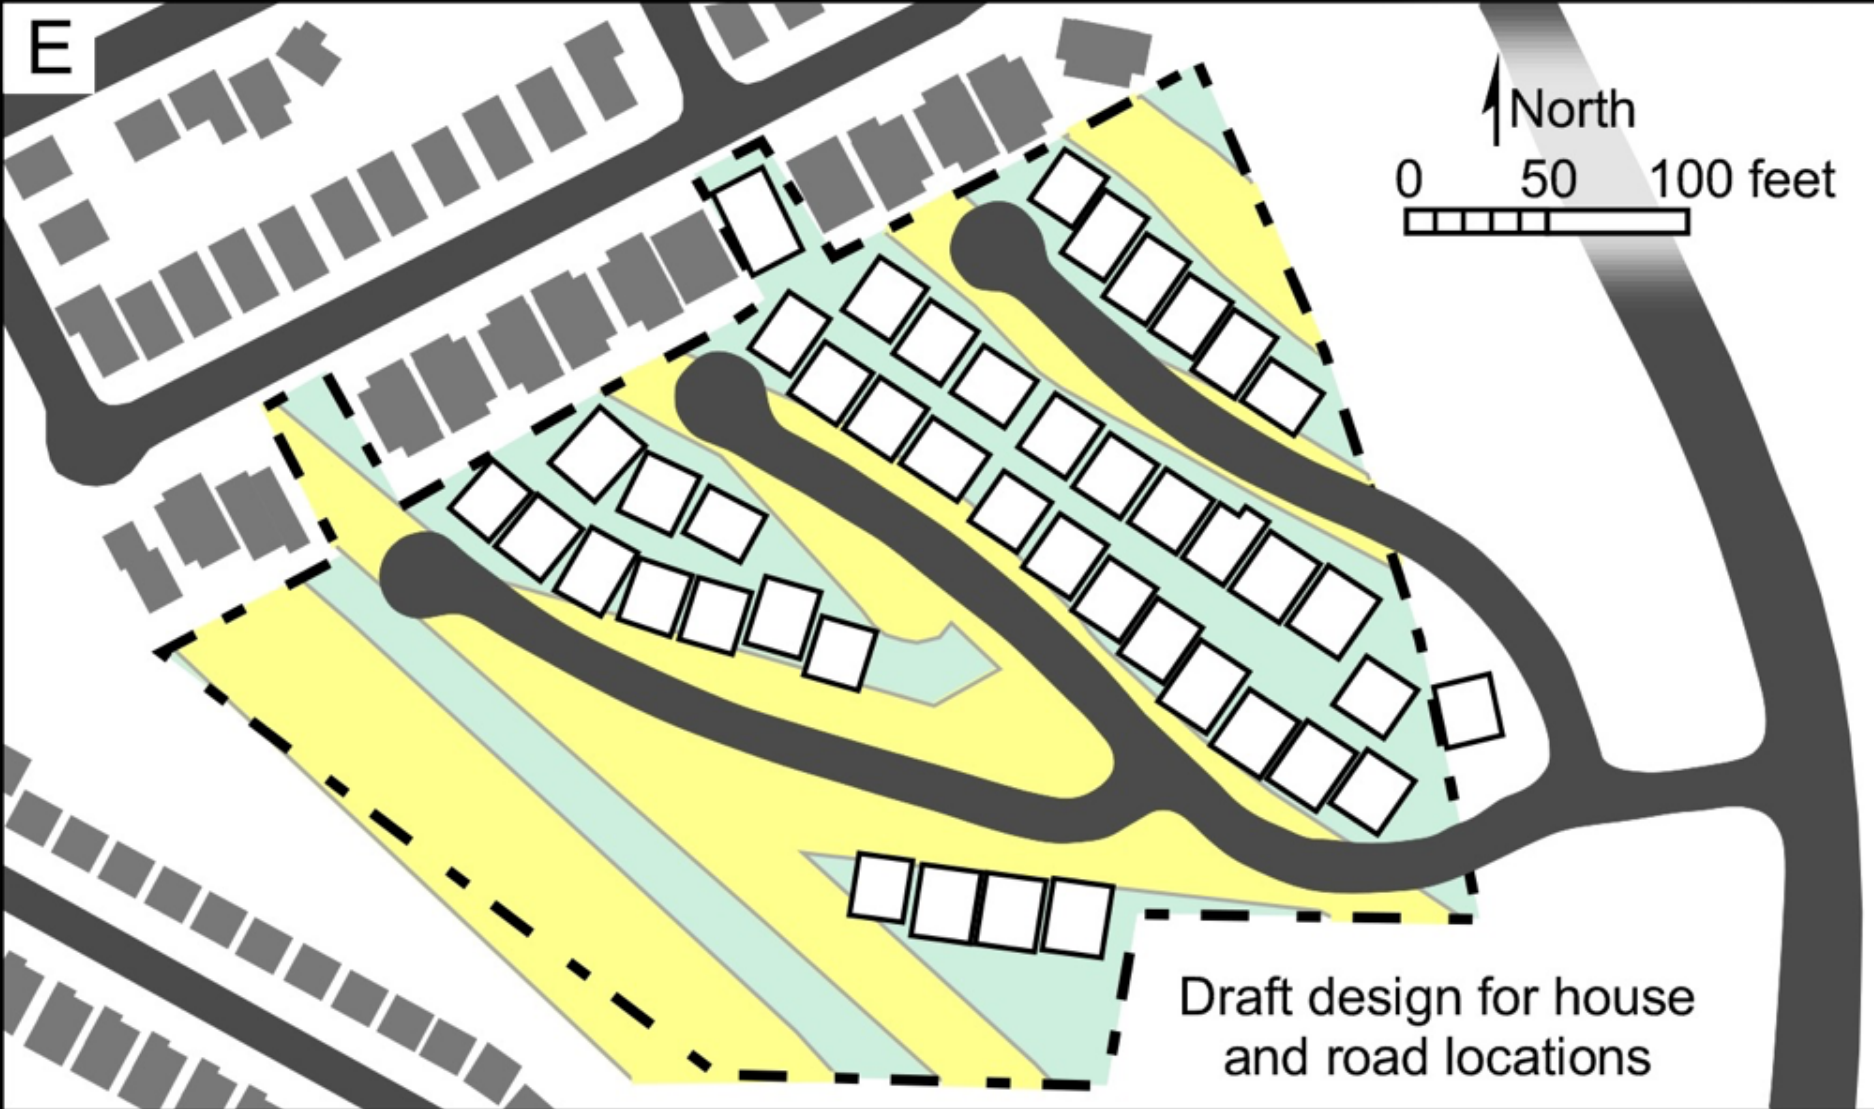 E
North
0 50 100 feet
Draft design for house
and road locations